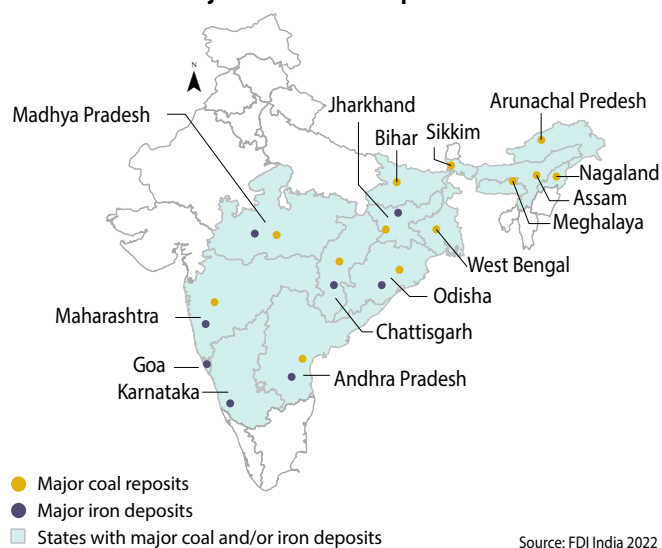 N
Madhya Pradesh
Jharkhand
Bihar
Sikkim
Arunachal Predesh
Nagaland
Assam
Meghalaya
West Bengal
Odisha
Chattisgarh
Maharashtra
Goa
Karnataka
Andhra Pradesh
Major coal reposits
Major iron deposits
States with major coal and/or iron deposits
Source: FDI India 2022